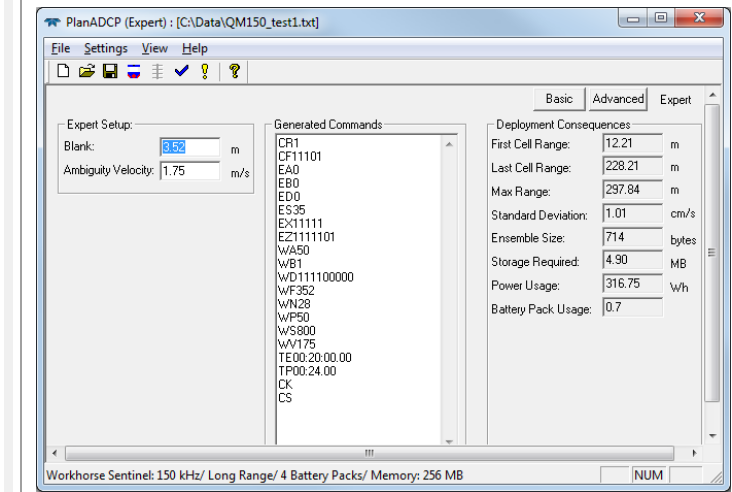 PlanADCP (Expert) : [C:\Data\QM150_test1.txt]
File Settings View Help
Basic Advanced Expert
Expert Setup:
Blank: 3.52 m
Ambiguity Velocity: 1.75 m/s
Generated Commands
CR1
CF11101
EA0
EB0
ED0
ES35
EX11111
EZ1111101
WA50
WB1
WD111100000
WF352
WN28
WP50
WS800
WV175
TE00:20:00.00
TP00:24.00
CK
CS
Deployment Consequences
First Cell Range: 12.21 m
Last Cell Range: 228.21 m
Max Range: 297.84 m
Standard Deviation: 1.01 cm/s
Ensemble Size: 714 bytes
Storage Required: 4.90 MB
Power Usage: 316.75 Wh
Battery Pack Usage: 0.7
Workhorse Sentinel: 150 kHz/ Long Range/ 4 Battery Packs/ Memory: 256 MB
NUM